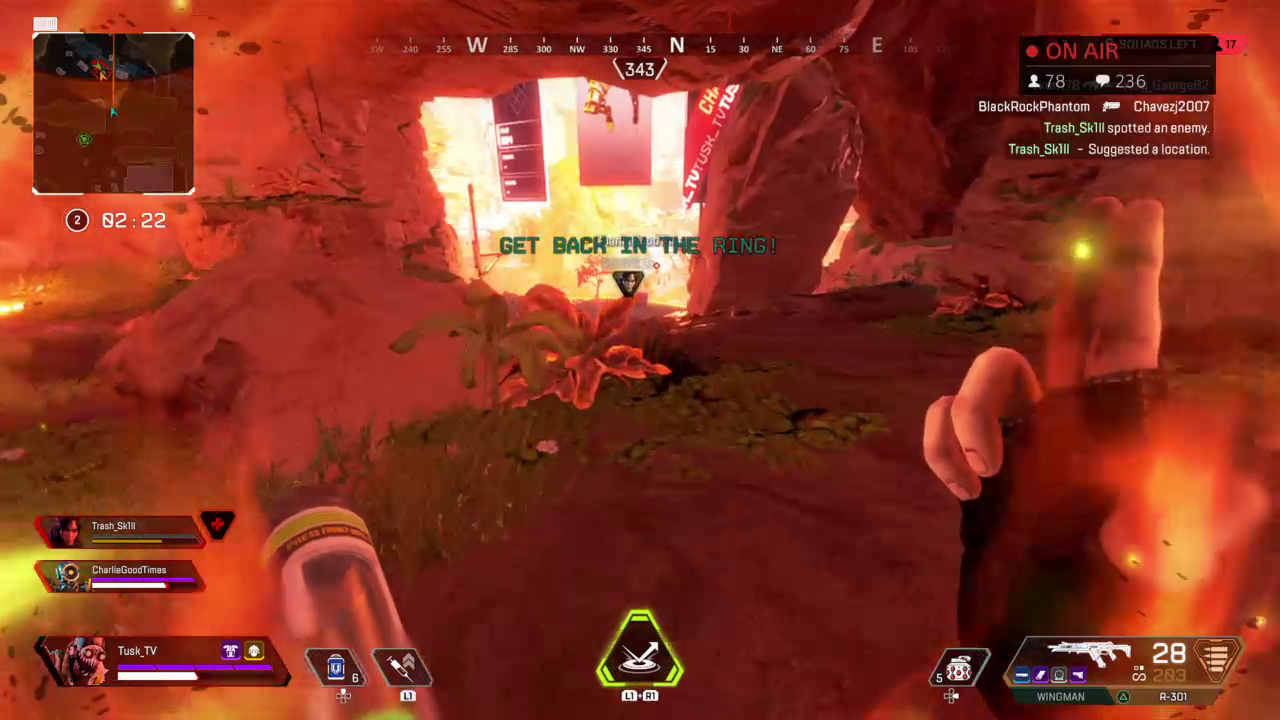 SW 240 255 W 285 300 NW 330 345 N 15 30 NE 60 75 E 105
343
SQUADS LEFT 17
ON AIR
78 236
BlackRockPhantom Chavezj2007
Trash_Sk1ll spotted an enemy.
Trash_Sk1ll - Suggested a location.
2 02:22
GET BACK IN THE RING!
Trash_Sk1ll
CharlieGoodTimes
Tusk_TV
6
L1
L1+R1
5
28
203
WINGMAN R-301